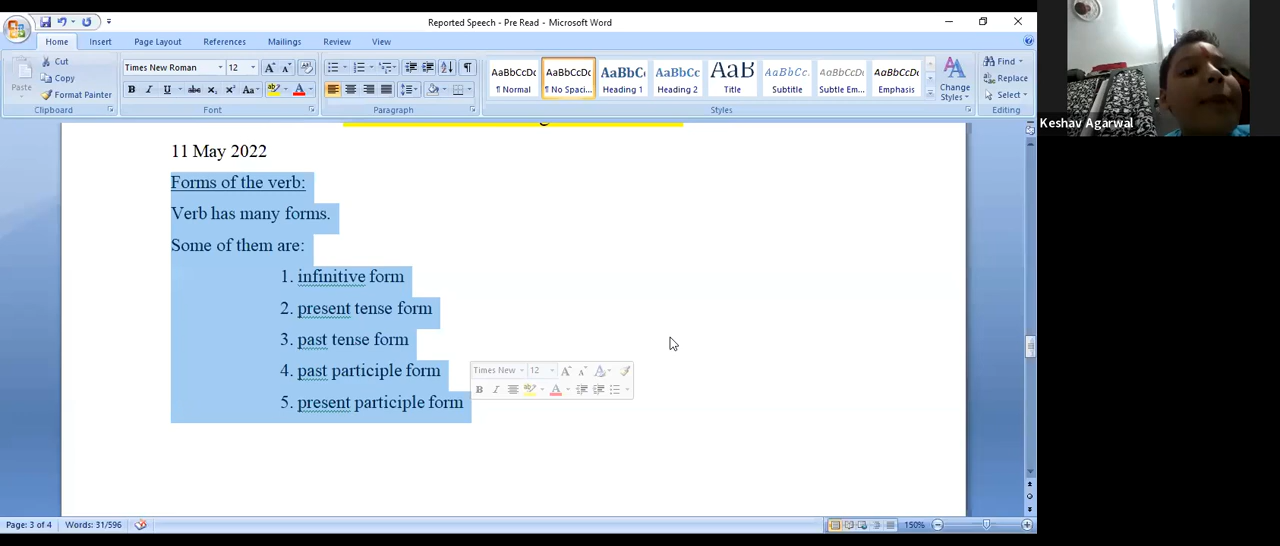 Reported Speech - Pre Read - Microsoft Word
Home Insert Page Layout References Mailings Review View
Paste Cut Copy Format Painter Clipboard
Times New Roman 12 Font
Paragraph
AaBbCcDc ¶ Normal AaBbCcDc ¶ No Spaci... AaBbCc Heading 1 AaBbCc Heading 2 AaB Title AaBbCc. Subtitle AaBbCcDc Subtle Em... AaBbCcDc Emphasis Change Styles Styles
Find Replace Select Editing
Keshav Agarwal
11 May 2022
Forms of the verb:
Verb has many forms.
Some of them are:
1. infinitive form
2. present tense form
3. past tense form
4. past participle form
5. present participle form
Times New 12
Page: 3 of 4 Words: 31/596 150%